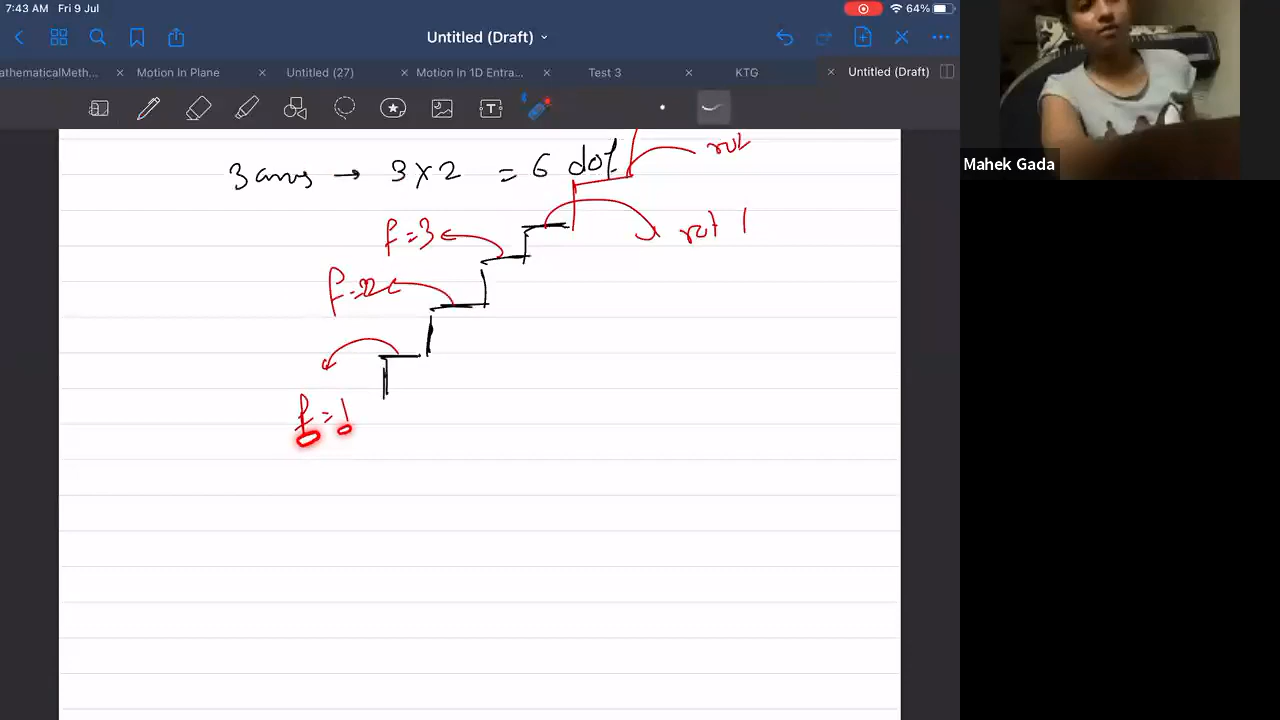 7:43 AM Fri 9 Jul
64%
Untitled (Draft)
athematicalMeth...
Motion In Plane
Untitled (27)
Motion In 1D Entra...
Test 3
KTG
Untitled (Draft)
T
Mahek Gada
rot
3 → 3 x 2 = 6 dof
f = 3
rot 1
f = 2
f = 1